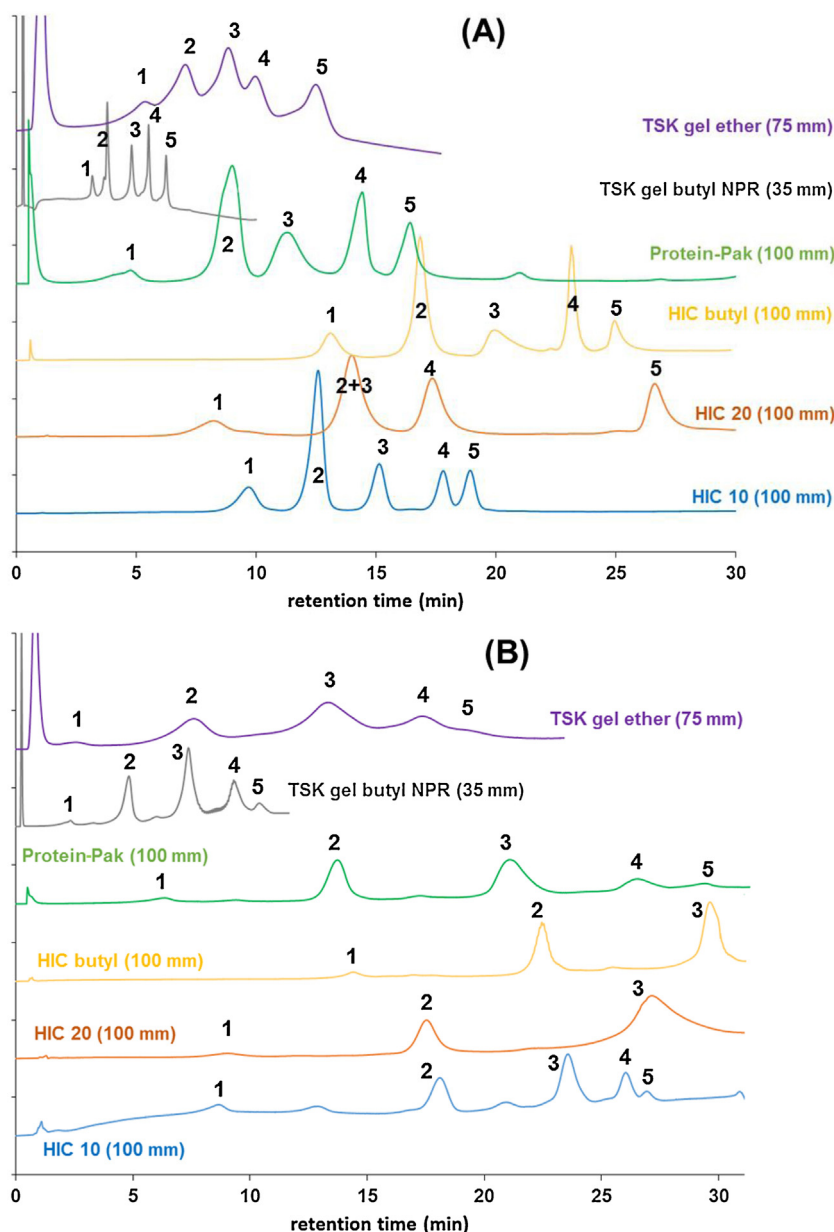 (A)
1 2 3 4 5
TSK gel ether (75 mm)
1 2 3 4 5
TSK gel butyl NPR (35 mm)
1 2 3 4 5
Protein-Pak (100 mm)
1 2 3 4 5
HIC butyl (100 mm)
1 2+3 4 5
HIC 20 (100 mm)
1 2 3 4 5
HIC 10 (100 mm)
0 5 10 15 20 25 30
retention time (min)
(B)
1 2 3 4 5
TSK gel ether (75 mm)
1 2 3 4 5
TSK gel butyl NPR (35 mm)
Protein-Pak (100 mm)
1 2 3 4 5
HIC butyl (100 mm)
1 2 3
HIC 20 (100 mm)
1 2 3
1 2 3 4 5
HIC 10 (100 mm)
0 5 10 15 20 25 30
retention time (min)